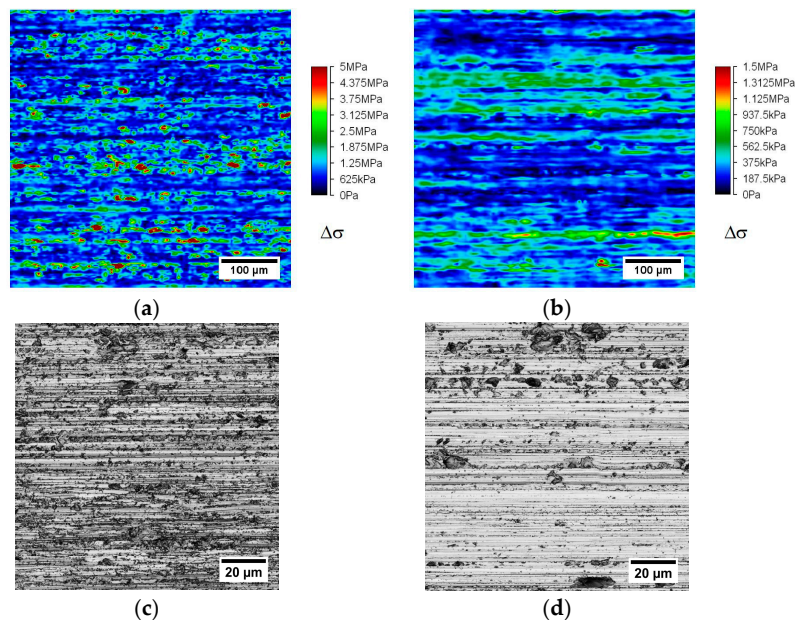 5MPa
4.375MPa
3.75MPa
3.125MPa
2.5MPa
1.875MPa
1.25MPa
625kPa
0Pa
Δσ
100 µm
(a)
1.5MPa
1.3125MPa
1.125MPa
937.5kPa
750kPa
562.5kPa
375kPa
187.5kPa
0Pa
Δσ
100 µm
(b)
20 µm
(c)
20 µm
(d)